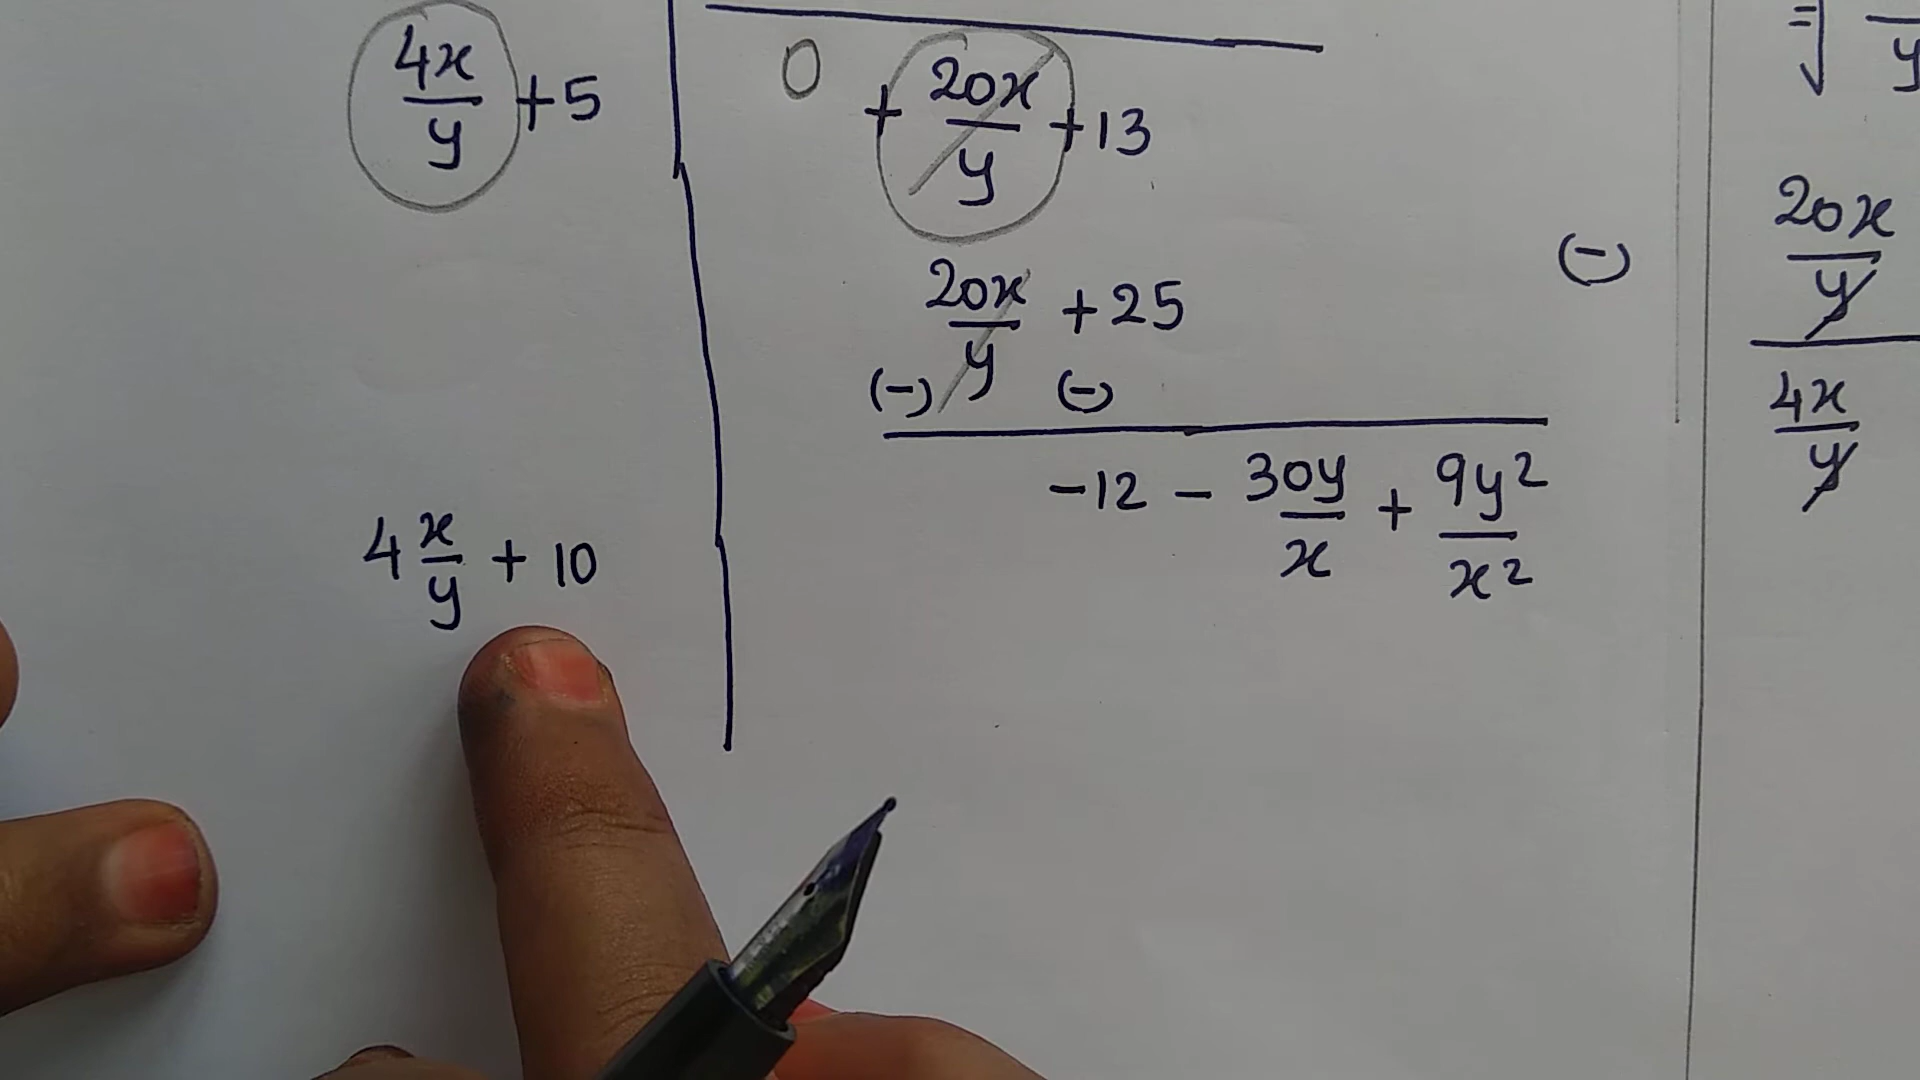 4x/y + 5
0 + 20x/y + 13
20x/y + 25
(-) (-)
-12 - 30y/x + 9y²/x²
4 x/y + 10
(-)
= √ y
20x/y
4x/y